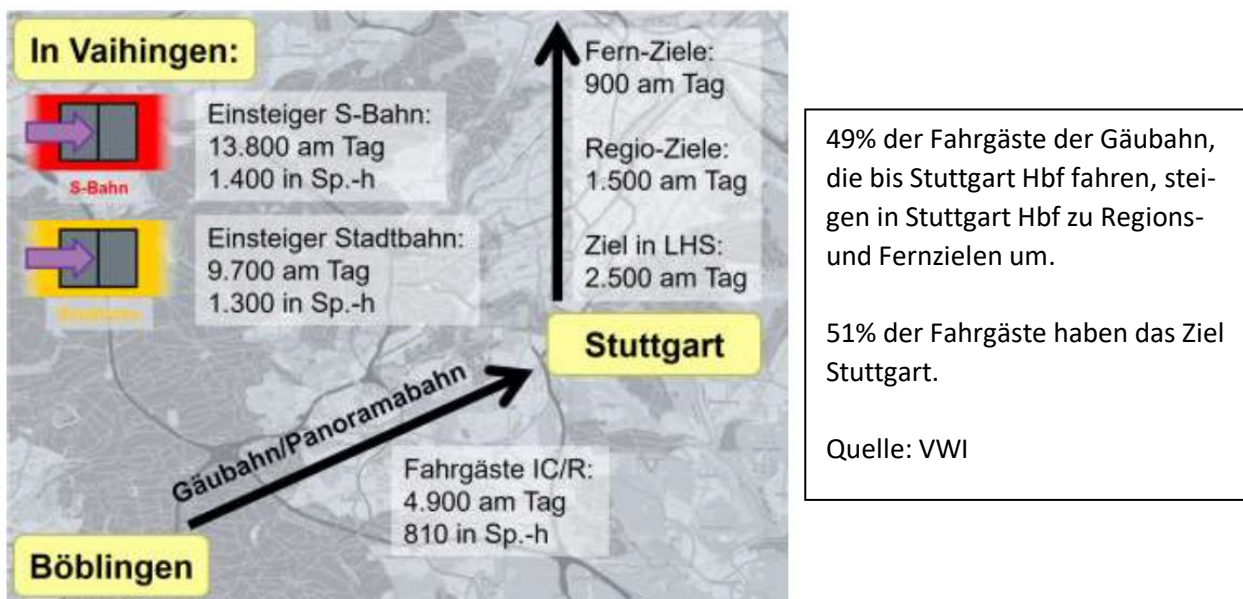 In Vaihingen:
S-Bahn
Einsteiger S-Bahn:
13.800 am Tag
1.400 in Sp.-h
Einsteiger Stadtbahn:
9.700 am Tag
1.300 in Sp.-h
Fern-Ziele:
900 am Tag
Regio-Ziele:
1.500 am Tag
Ziel in LHS:
2.500 am Tag
Stuttgart
Gäubahn/Panoramabahn
Fahrgäste IC/R:
4.900 am Tag
810 in Sp.-h
Böblingen
49% der Fahrgäste der Gäubahn,
die bis Stuttgart Hbf fahren, stei-
gen in Stuttgart Hbf zu Regions-
und Fernzielen um.
51% der Fahrgäste haben das Ziel
Stuttgart.
Quelle: VWI